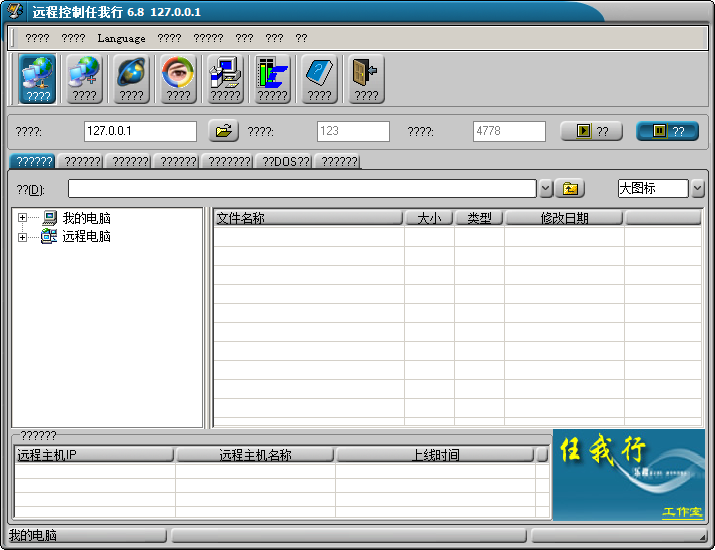 远程控制任我行 6.8 127.0.0.1
???? ???? Language ???? ????? ??? ??? ??
???? ???? ???? ???? ????? ????? ???? ????
????: 127.0.0.1 ????: 123 ????: 4778 ?? ??
?????? ?????? ?????? ?????? ??????? ??DOS?? ??????
??(D): 大图标
我的电脑
远程电脑
文件名称 大小 类型 修改日期
??????
远程主机IP 远程主机名称 上线时间
任我行
工作室
我的电脑